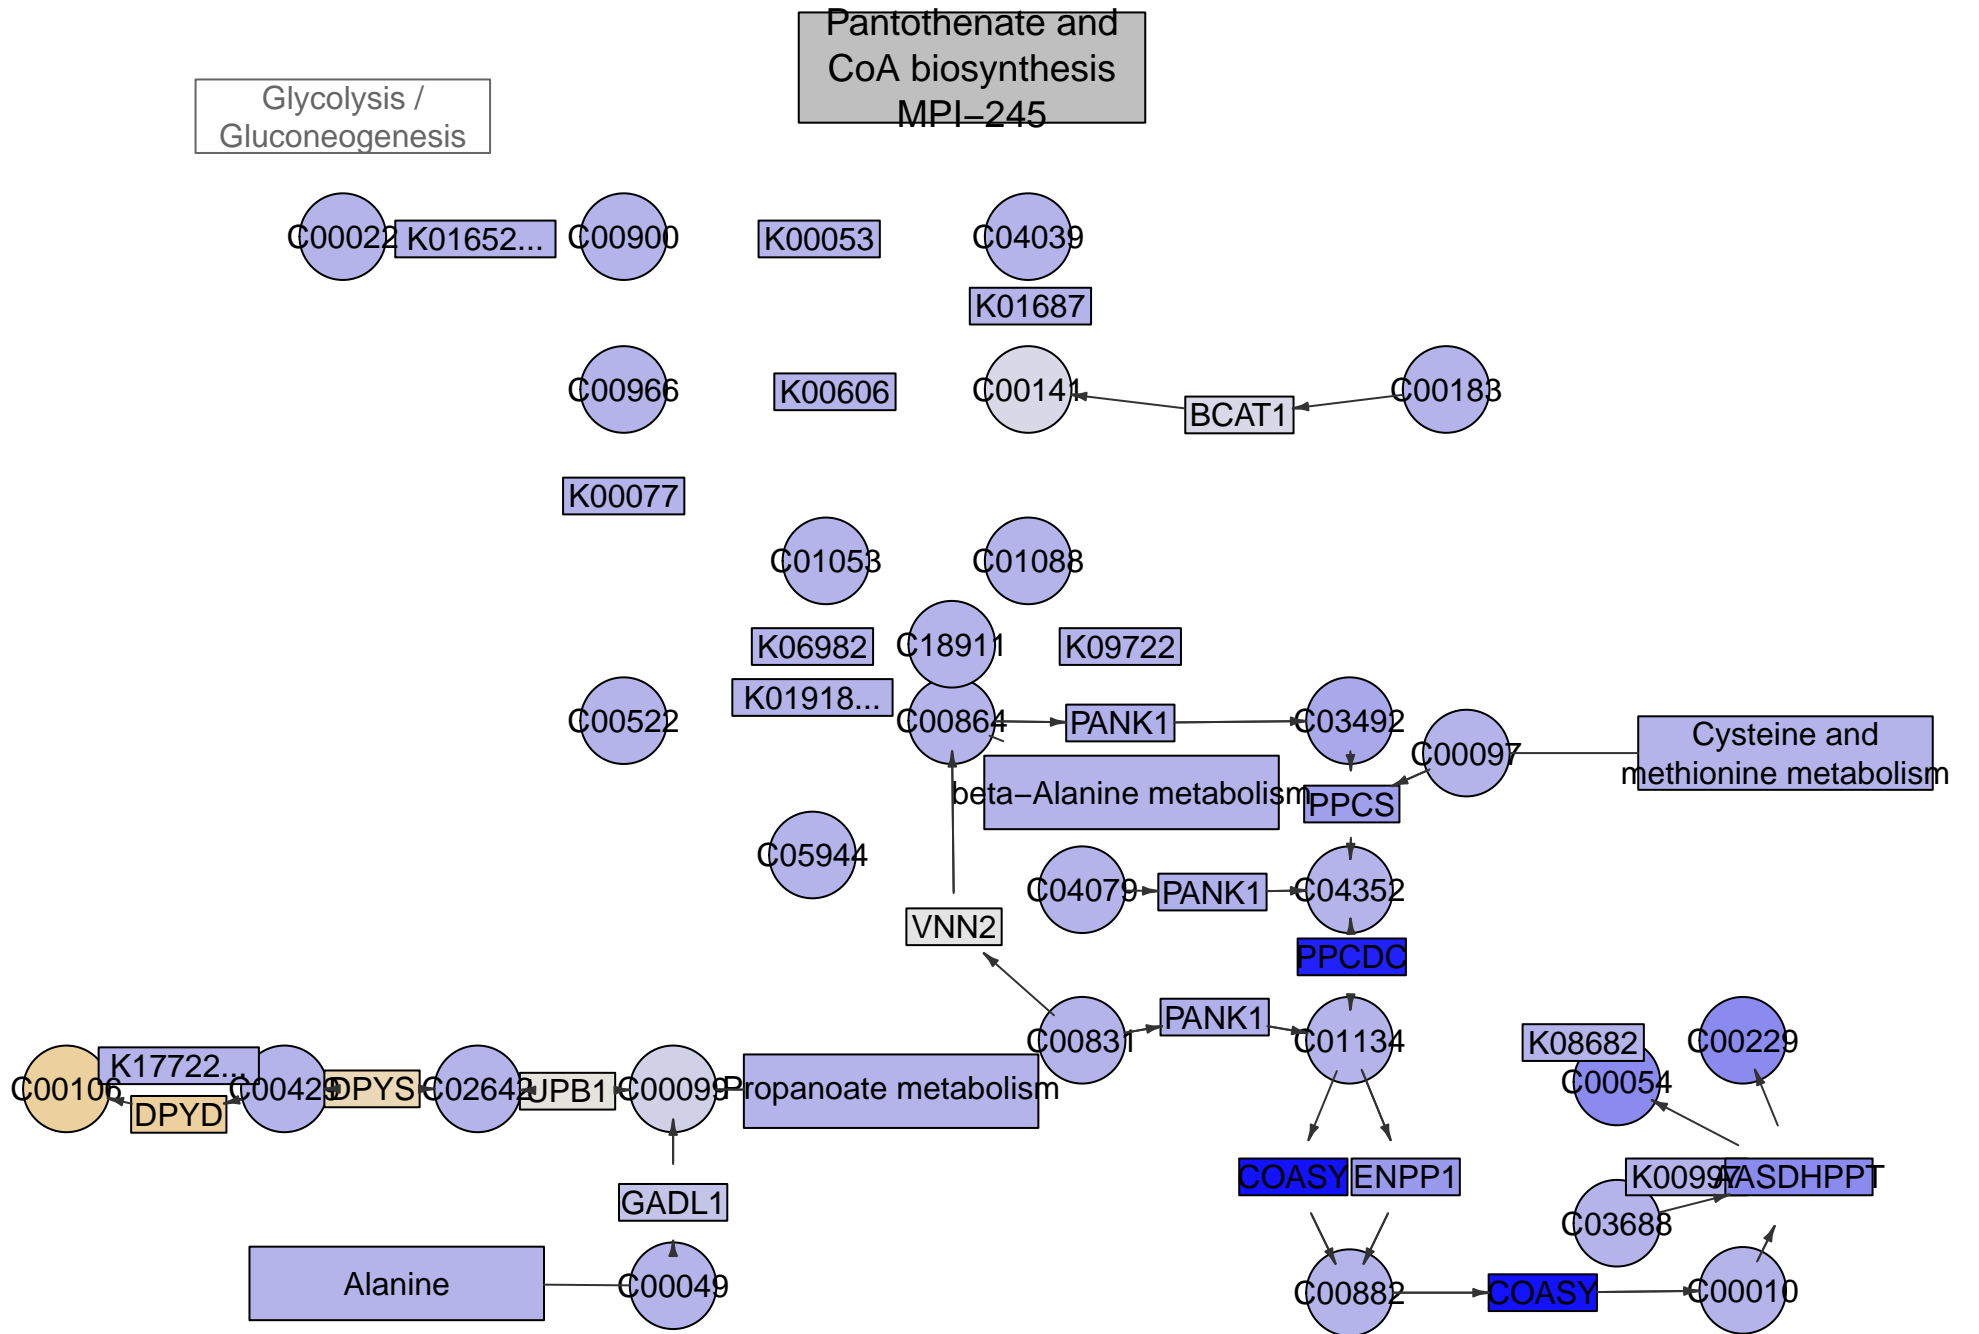 Pantothenate and
CoA biosynthesis
MPI−245
Glycolysis /
Gluconeogenesis
C00022
K01652...
C00900
K00053
C04039
K01687
C00966
K00606
C00141
BCAT1
C00183
K00077
C01053
C01088
K06982
C18911
K09722
K01918...
C00522
C00864
PANK1
C03492
C00097
Cysteine and
methionine metabolism
beta−Alanine metabolism
PPCS
C05944
C04079
PANK1
C04352
VNN2
PPCDC
C00831
PANK1
C01134
K08682
C00229
C00054
C00106
K17722...
C00429
DPYD
DPYS
C02642
UPB1
C00099
Propanoate metabolism
COASY
ENPP1
K00997
AASDHPPT
GADL1
C03688
Alanine
C00049
C00882
COASY
C00010